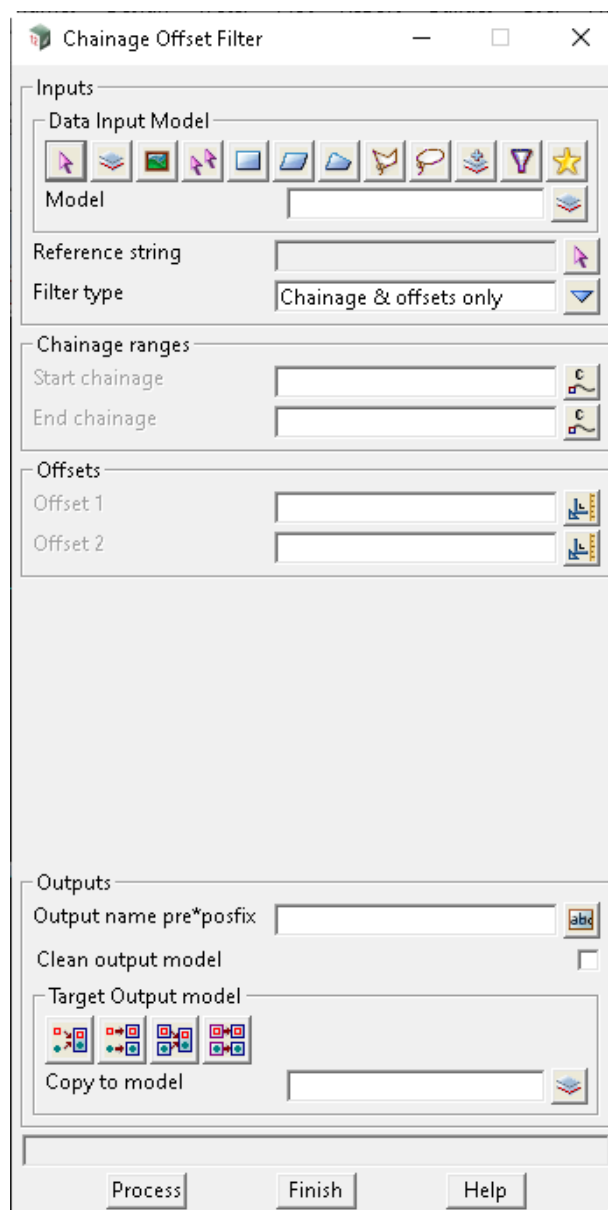 Chainage Offset Filter
Inputs
Data Input Model
Model
Reference string
Filter type
Chainage & offsets only
Chainage ranges
Start chainage
C
End chainage
C
Offsets
Offset 1
Offset 2
Outputs
Output name pre*posfix
abc
Clean output model
Target Output model
Copy to model
Process
Finish
Help